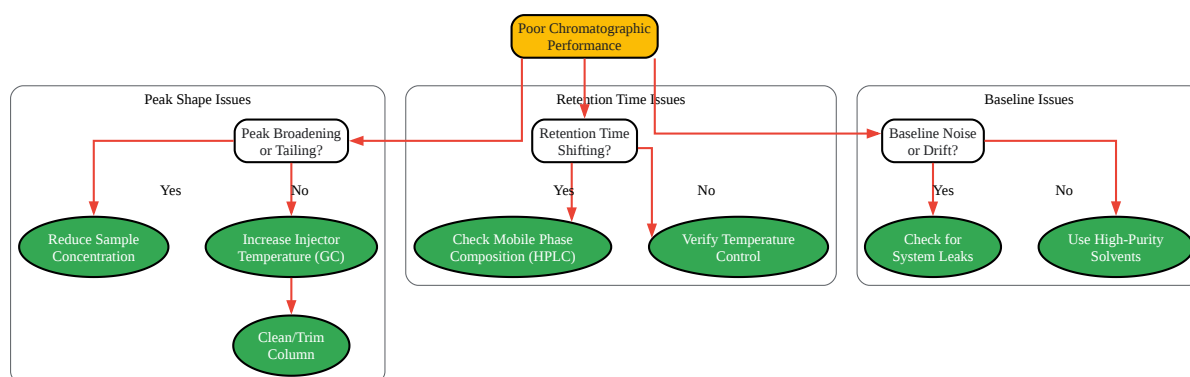 Poor Chromatographic
Performance
Peak Shape Issues
Retention Time Issues
Baseline Issues
Peak Broadening
or Tailing?
Retention Time
Shifting?
Baseline Noise
or Drift?
Yes
No
Yes
No
Yes
No
Reduce Sample
Concentration
Increase Injector
Temperature (GC)
Check Mobile Phase
Composition (HPLC)
Verify Temperature
Control
Check for
System Leaks
Use High-Purity
Solvents
Clean/Trim
Column